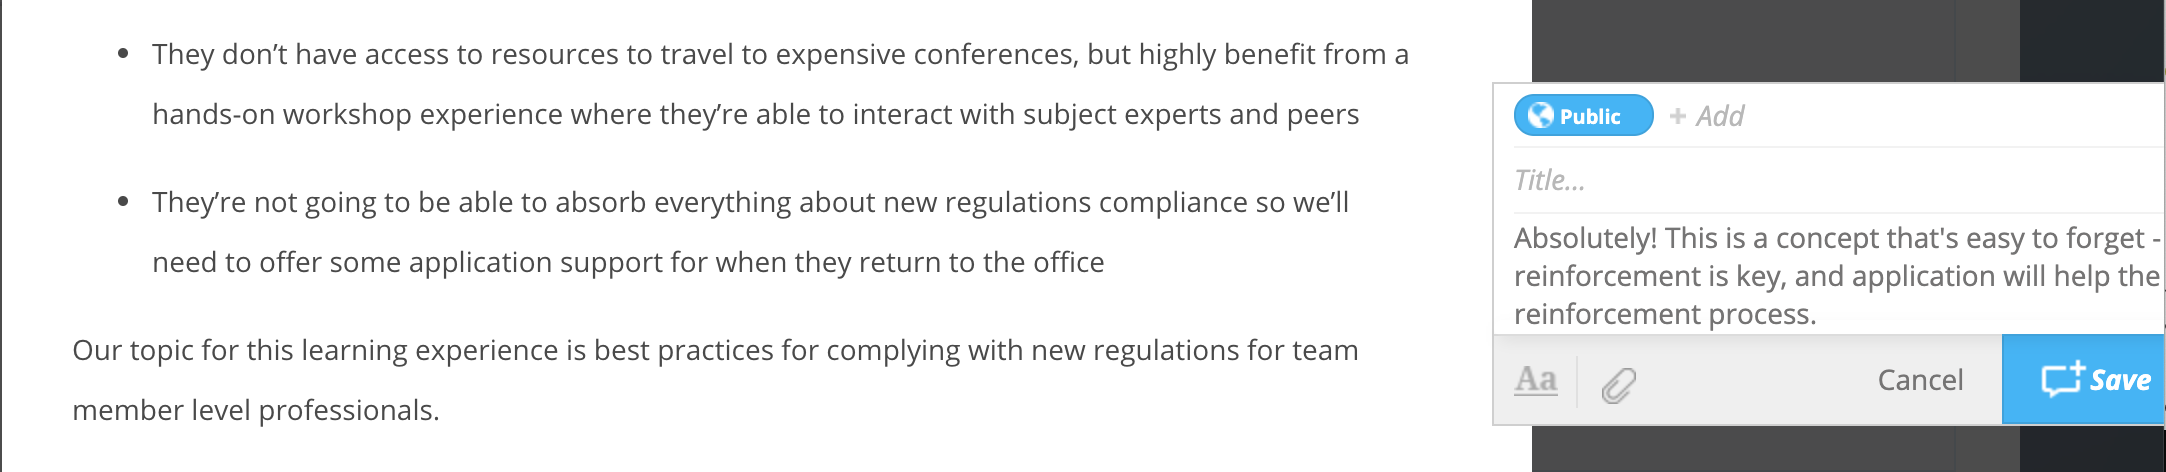 They don’t have access to resources to travel to expensive conferences, but highly benefit from a
hands-on workshop experience where they’re able to interact with subject experts and peers
They’re not going to be able to absorb everything about new regulations compliance so we’ll
need to offer some application support for when they return to the office
Our topic for this learning experience is best practices for complying with new regulations for team
member level professionals.
Public
+ Add
Title...
Absolutely! This is a concept that's easy to forget -
reinforcement is key, and application will help the
reinforcement process.
Aa
Cancel
Save